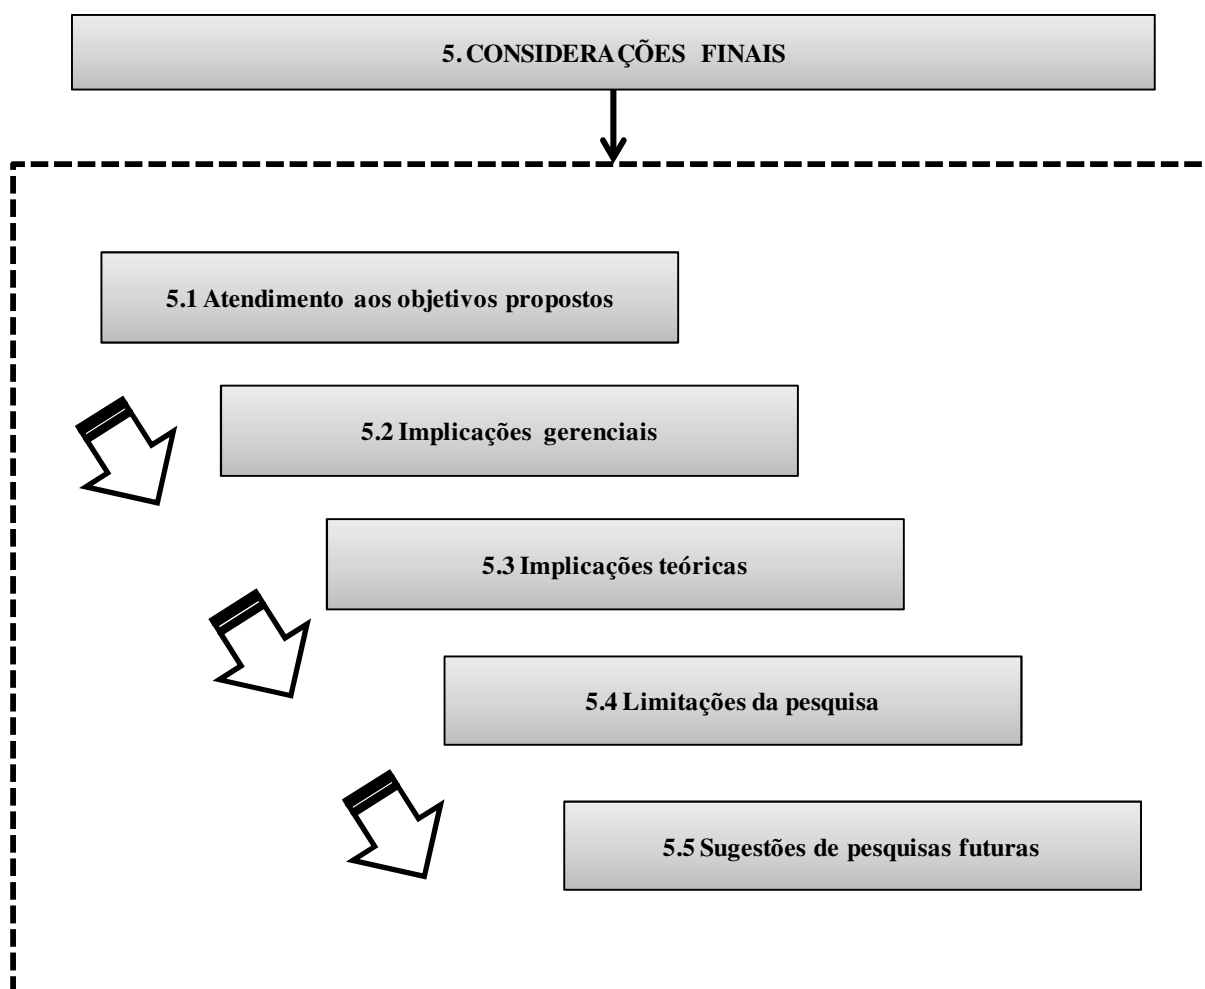 5. CONSIDERAÇÕES FINAIS
5.1 Atendimento aos objetivos propostos
5.2 Implicações gerenciais
5.3 Implicações teóricas
5.4 Limitações da pesquisa
5.5 Sugestões de pesquisas futuras